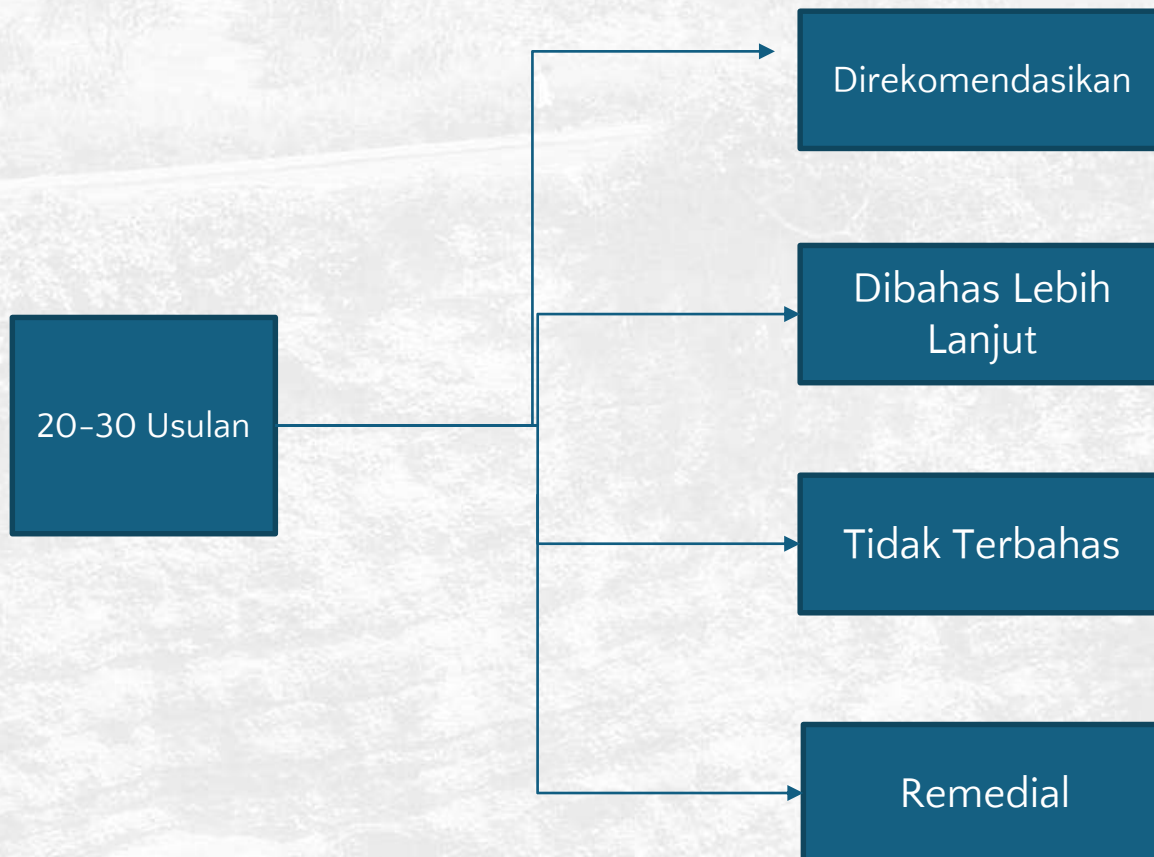 Direkomendasikan
Dibahas Lebih
Lanjut
20-30 Usulan
Tidak Terbahas
Remedial